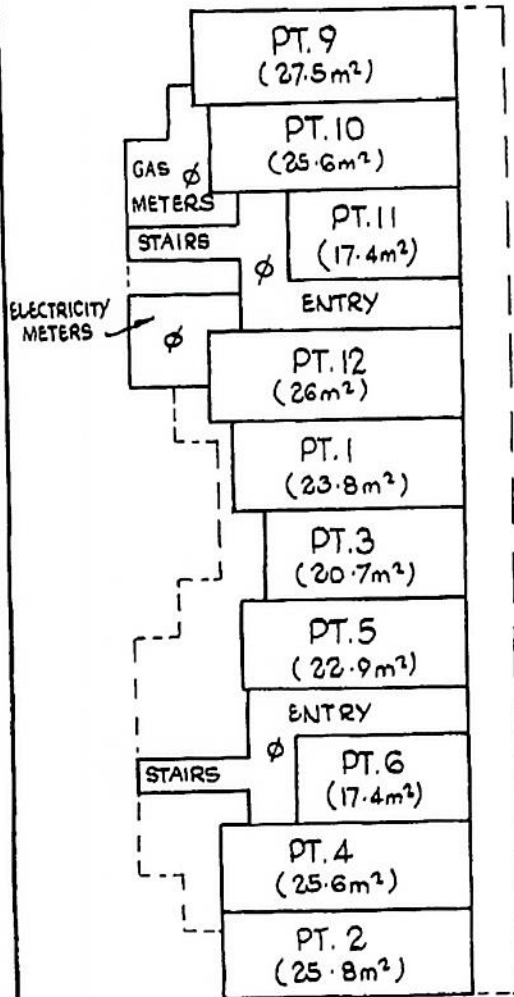 PT. 9
(27.5m²)
PT. 10
(25.6m²)
GAS Ø
METERS
PT. 11
(17.4m²)
STAIRS
Ø
ENTRY
ELECTRICITY
METERS
Ø
PT. 12
(26m²)
PT. 1
(23.8m²)
PT. 3
(20.7m²)
PT. 5
(22.9m²)
ENTRY
Ø
STAIRS
PT. 6
(17.4m²)
PT. 4
(25.6m²)
PT. 2
(25.8m²)